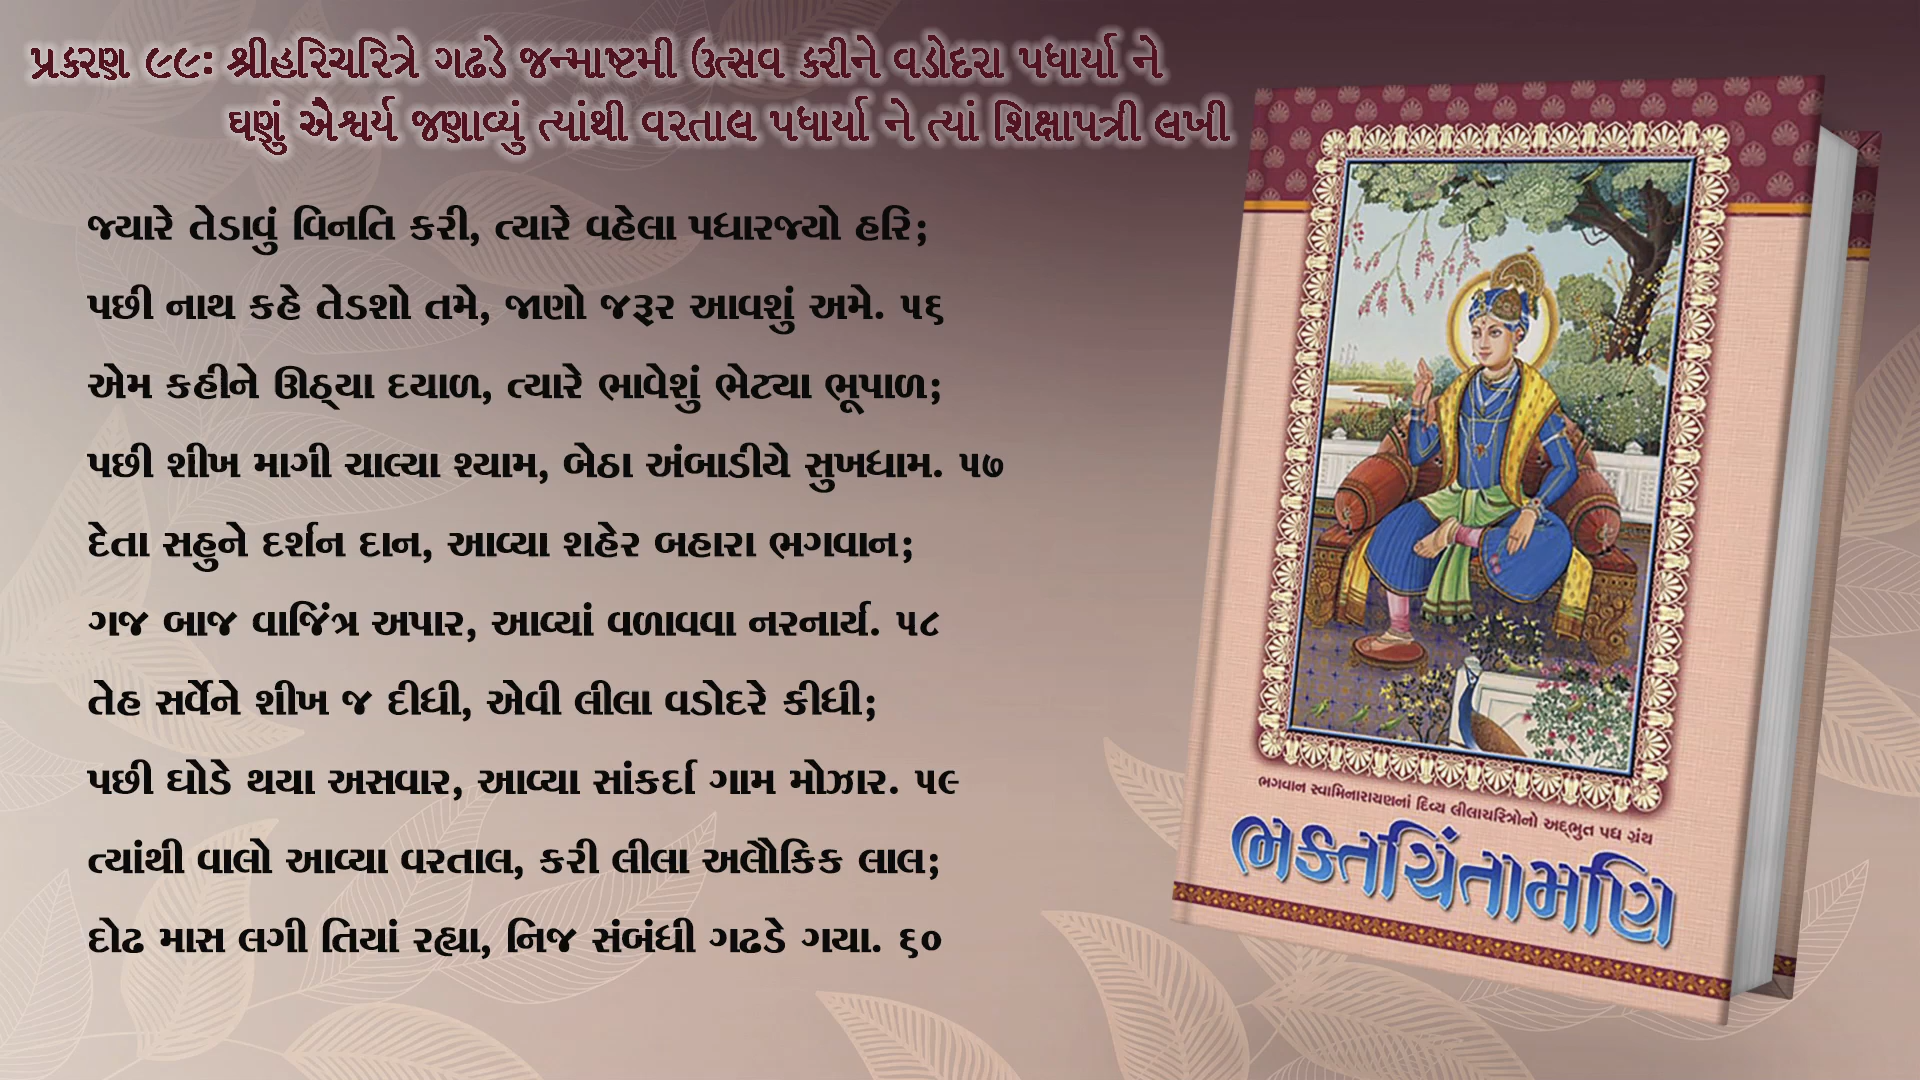 પ્રકરણ ૯૯: શ્રીહરિચરિત્રે ગઢડે જન્માષ્ટમી ઉત્સવ કરીને વડોદરા પધાર્યા ને
ઘણું ઐશ્વર્ય જણાવ્યું ત્યાંથી વરતાલ પધાર્યા ને ત્યાં શિક્ષાપત્રી લખી
જ્યારે તેડાવું વિનતિ કરી, ત્યારે વહેલા પધારજ્યો હરિ;
પછી નાથ કહે તેડશો તમે, જાણો જરૂર આવશું અમે. ૫૬
એમ કહીને ઊઠ્યા દયાળ, ત્યારે ભાવેશું ભેટ્યા ભૂપાળ;
પછી શીખ માગી ચાલ્યા શ્યામ, બેઠા અંબાડીયે સુખધામ. ૫૭
દેતા સહુને દર્શન દાન, આવ્યા શહેર બહારા ભગવાન;
ગજ બાજ વાજિંત્ર અપાર, આવ્યાં વળાવવા નરનાર્ય. ૫૮
તેહ સર્વેને શીખ જ દીધી, એવી લીલા વડોદરે કીધી;
પછી ઘોડે થયા અસવાર, આવ્યા સાંકર્દા ગામ મોઝાર. ૫૯
ત્યાંથી વાલો આવ્યા વરતાલ, કરી લીલા અલૌકિક લાલ;
દોઢ માસ લગી તિયાં રહ્યા, નિજ સંબંધી ગઢડે ગયા. ૬૦
ભગવાન સ્વામિનારાયણનાં દિવ્ય લીલાચરિત્રોનો અદ્ભુત પદ્ય ગ્રંથ
ભક્તચિંતામણિ